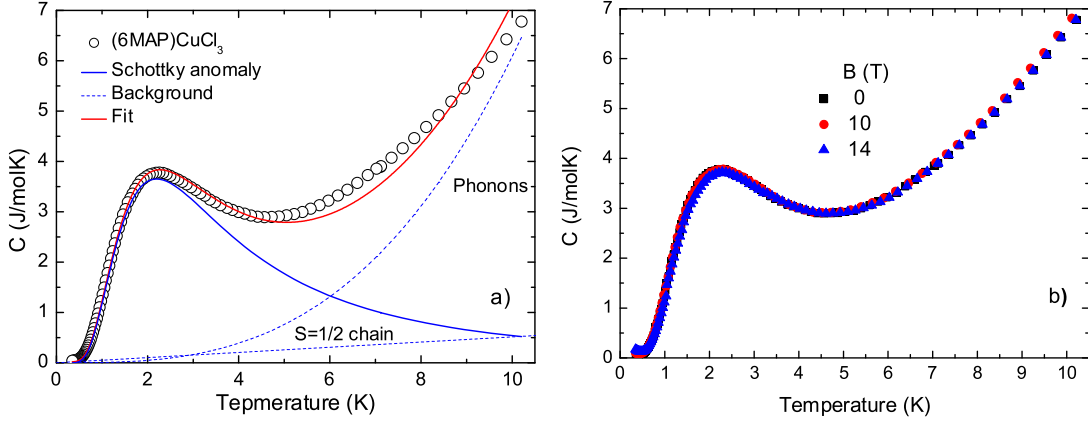 7
6
5
4
3
2
1
0
C (J/molK)
(6MAP)CuCl3
Schottky anomaly
Background
Fit
Phonons
a)
S=1/2 chain
0 2 4 6 8 10
Tepmerature (K)
7
6
5
4
3
2
1
0
C (J/molK)
B (T)
0
10
14
b)
0 1 2 3 4 5 6 7 8 9 10
Temperature (K)